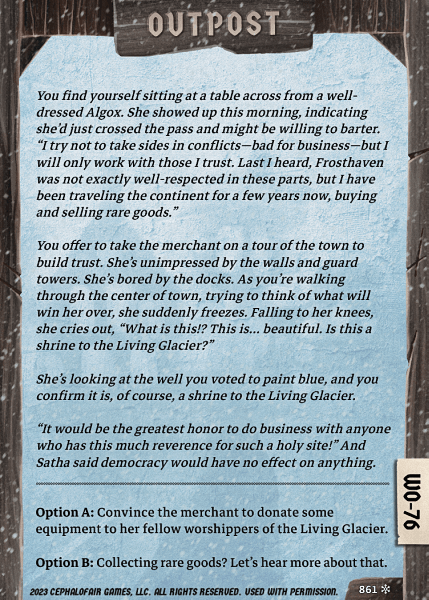 OUTPOST
You find yourself sitting at a table across from a well-
dressed Algox. She showed up this morning, indicating
she'd just crossed the pass and might be willing to barter.
“I try not to take sides in conflicts—bad for business—but I
will only work with those I trust. Last I heard, Frosthaven
was not exactly well-respected in these parts, but I have
been traveling the continent for a few years now, buying
and selling rare goods.”
You offer to take the merchant on a tour of the town to
build trust. She's unimpressed by the walls and guard
towers. She's bored by the docks. As you're walking
through the center of town, trying to think of what will
win her over, she suddenly freezes. Falling to her knees,
she cries out, “What is this!? This is... beautiful. Is this a
shrine to the Living Glacier?”
She's looking at the well you voted to paint blue, and you
confirm it is, of course, a shrine to the Living Glacier.
“It would be the greatest honor to do business with anyone
who has this much reverence for such a holy site!” And
Satha said democracy would have no effect on anything.
WO-76
Option A: Convince the merchant to donate some
equipment to her fellow worshippers of the Living Glacier.
Option B: Collecting rare goods? Let's hear more about that.
2023 CEPHALOFAIR GAMES, LLC. ALL RIGHTS RESERVED. USED WITH PERMISSION.
861